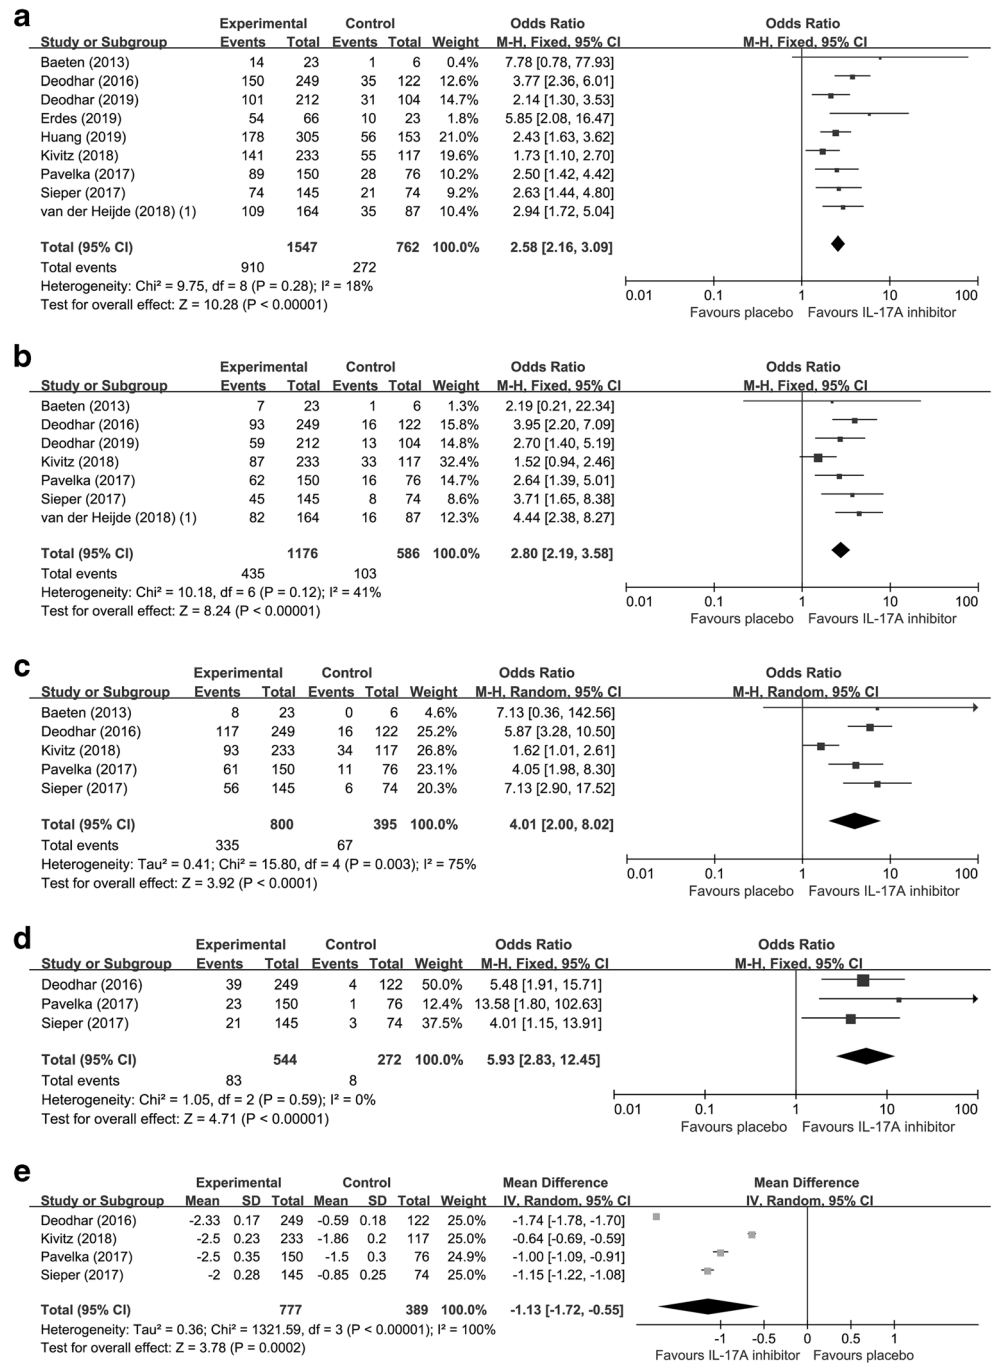 a
Experimental Control Odds Ratio Odds Ratio
Study or Subgroup Events Total Events Total Weight M-H, Fixed, 95% CI M-H, Fixed, 95% CI
Baeten (2013) 14 23 1 6 0.4% 7.78 [0.78, 77.93]
Deodhar (2016) 150 249 35 122 12.6% 3.77 [2.36, 6.01]
Deodhar (2019) 101 212 31 104 14.7% 2.14 [1.30, 3.53]
Erdes (2019) 54 66 10 23 1.8% 5.85 [2.08, 16.47]
Huang (2019) 178 305 56 153 21.0% 2.43 [1.63, 3.62]
Kivitz (2018) 141 233 55 117 19.6% 1.73 [1.10, 2.70]
Pavelka (2017) 89 150 28 76 10.2% 2.50 [1.42, 4.42]
Sieper (2017) 74 145 21 74 9.2% 2.63 [1.44, 4.80]
van der Heijde (2018) (1) 109 164 35 87 10.4% 2.94 [1.72, 5.04]
Total (95% CI) 1547 762 100.0% 2.58 [2.16, 3.09]
Total events 910 272
Heterogeneity: Chi² = 9.75, df = 8 (P = 0.28); I² = 18%
Test for overall effect: Z = 10.28 (P < 0.00001)
0.01 0.1 1 10 100
Favours placebo Favours IL-17A inhibitor
b
Experimental Control Odds Ratio Odds Ratio
Study or Subgroup Events Total Events Total Weight M-H, Fixed, 95% CI M-H, Fixed, 95% CI
Baeten (2013) 7 23 1 6 1.3% 2.19 [0.21, 22.34]
Deodhar (2016) 93 249 16 122 15.8% 3.95 [2.20, 7.09]
Deodhar (2019) 59 212 13 104 14.8% 2.70 [1.40, 5.19]
Kivitz (2018) 87 233 33 117 32.4% 1.52 [0.94, 2.46]
Pavelka (2017) 62 150 16 76 14.7% 2.64 [1.39, 5.01]
Sieper (2017) 45 145 8 74 8.6% 3.71 [1.65, 8.38]
van der Heijde (2018) (1) 82 164 16 87 12.3% 4.44 [2.38, 8.27]
Total (95% CI) 1176 586 100.0% 2.80 [2.19, 3.58]
Total events 435 103
Heterogeneity: Chi² = 10.18, df = 6 (P = 0.12); I² = 41%
Test for overall effect: Z = 8.24 (P < 0.00001)
0.01 0.1 1 10 100
Favours placebo Favours IL-17A inhibitor
c
Experimental Control Odds Ratio Odds Ratio
Study or Subgroup Events Total Events Total Weight M-H, Random, 95% CI M-H, Random, 95% CI
Baeten (2013) 8 23 0 6 4.6% 7.13 [0.36, 142.56]
Deodhar (2016) 117 249 16 122 25.2% 5.87 [3.28, 10.50]
Kivitz (2018) 93 233 34 117 26.8% 1.62 [1.01, 2.61]
Pavelka (2017) 61 150 11 76 23.1% 4.05 [1.98, 8.30]
Sieper (2017) 56 145 6 74 20.3% 7.13 [2.90, 17.52]
Total (95% CI) 800 395 100.0% 4.01 [2.00, 8.02]
Total events 335 67
Heterogeneity: Tau² = 0.41; Chi² = 15.80, df = 4 (P = 0.003); I² = 75%
Test for overall effect: Z = 3.92 (P < 0.0001)
0.01 0.1 1 10 100
Favours placebo Favours IL-17A inhibitor
d
Experimental Control Odds Ratio Odds Ratio
Study or Subgroup Events Total Events Total Weight M-H, Fixed, 95% CI M-H, Fixed, 95% CI
Deodhar (2016) 39 249 4 122 50.0% 5.48 [1.91, 15.71]
Pavelka (2017) 23 150 1 76 12.4% 13.58 [1.80, 102.63]
Sieper (2017) 21 145 3 74 37.5% 4.01 [1.15, 13.91]
Total (95% CI) 544 272 100.0% 5.93 [2.83, 12.45]
Total events 83 8
Heterogeneity: Chi² = 1.05, df = 2 (P = 0.59); I² = 0%
Test for overall effect: Z = 4.71 (P < 0.00001)
0.01 0.1 1 10 100
Favours placebo Favours IL-17A inhibitor
e
Experimental Control Mean Difference Mean Difference
Study or Subgroup Mean SD Total Mean SD Total Weight IV, Random, 95% CI IV, Random, 95% CI
Deodhar (2016) -2.33 0.17 249 -0.59 0.18 122 25.0% -1.74 [-1.78, -1.70]
Kivitz (2018) -2.5 0.23 233 -1.86 0.2 117 25.0% -0.64 [-0.69, -0.59]
Pavelka (2017) -2.5 0.35 150 -1.5 0.3 76 24.9% -1.00 [-1.09, -0.91]
Sieper (2017) -2 0.28 145 -0.85 0.25 74 25.0% -1.15 [-1.22, -1.08]
Total (95% CI) 777 389 100.0% -1.13 [-1.72, -0.55]
Heterogeneity: Tau² = 0.36; Chi² = 1321.59, df = 3 (P < 0.00001); I² = 100%
Test for overall effect: Z = 3.78 (P = 0.0002)
-1 -0.5 0 0.5 1
Favours IL-17A inhibitor Favours placebo